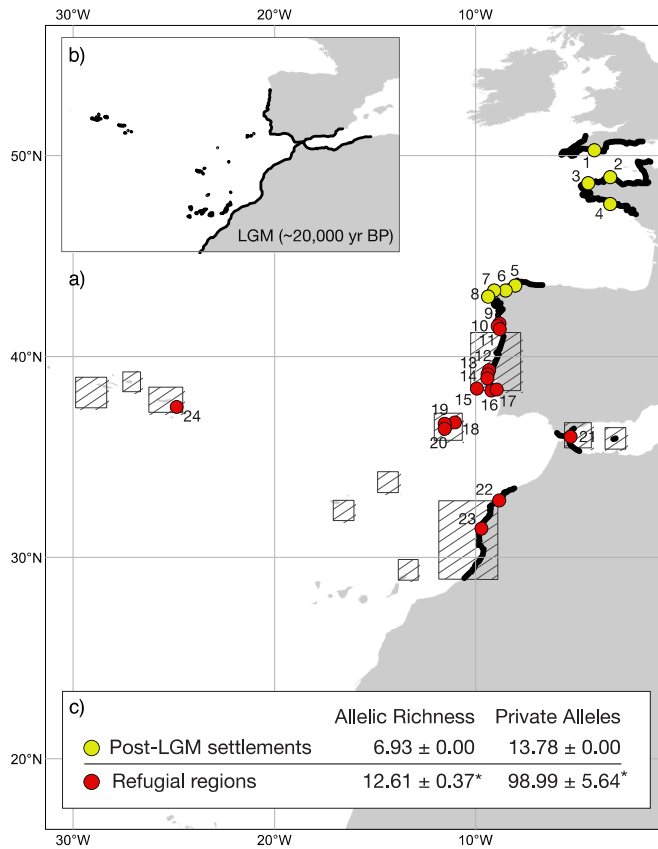 30°W 20°W 10°W
b)
LGM (~20,000 yr BP)
50°N
1 2
3
4
a)
7 6 5
8
9
10
11
40°N
12
13
14
15 16 17
24
19
18
20
21
22
23
30°N
c)
Allelic Richness Private Alleles
Post-LGM settlements 6.93 ± 0.00 13.78 ± 0.00
Refugial regions 12.61 ± 0.37* 98.99 ± 5.64*
20°N
30°W 20°W 10°W